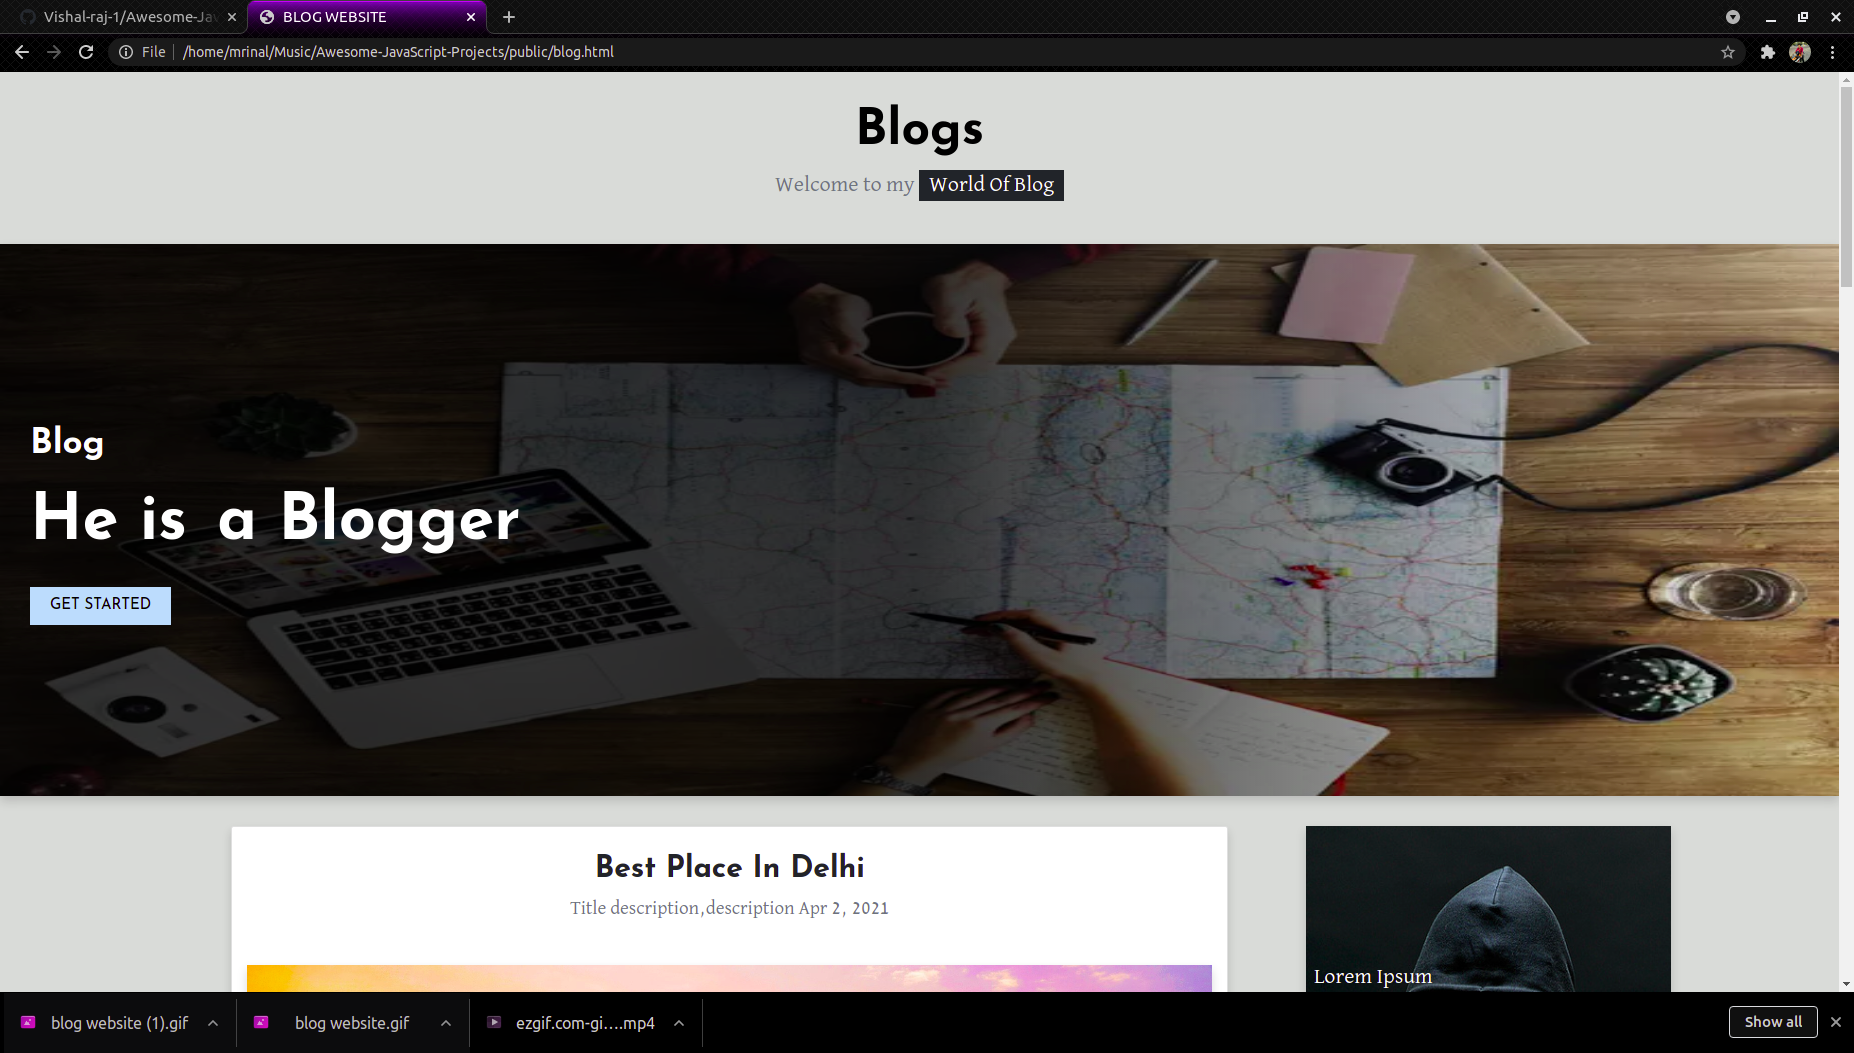 Vishal-raj-1/Awesome-Jav
BLOG WEBSITE
File
/home/mrinal/Music/Awesome-JavaScript-Projects/public/blog.html
Blogs
Welcome to my World Of Blog
Blog
He is a Blogger
GET STARTED
Best Place In Delhi
Title description,description Apr 2, 2021
Lorem Ipsum
blog website (1).gif
blog website.gif
ezgif.com-gi....mp4
Show all